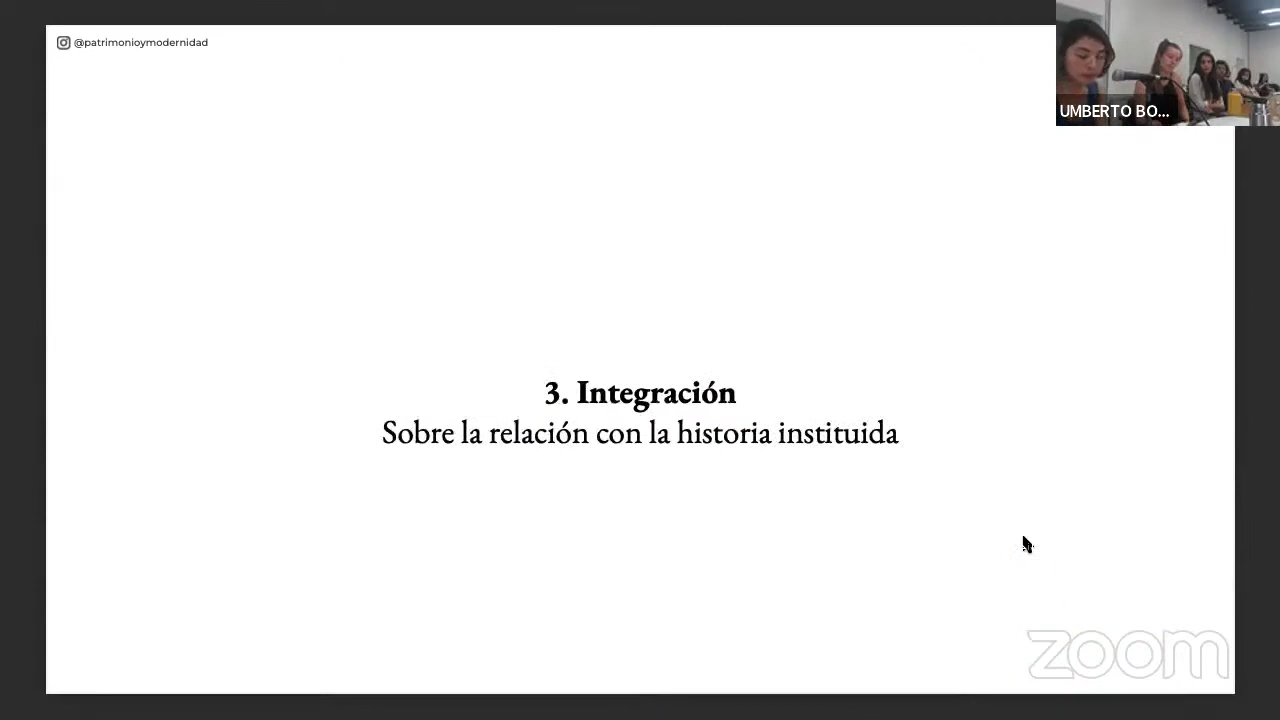 @patrimonioymodernidad
UMBERTO BO...
3. Integración
Sobre la relación con la historia instituida
zoom